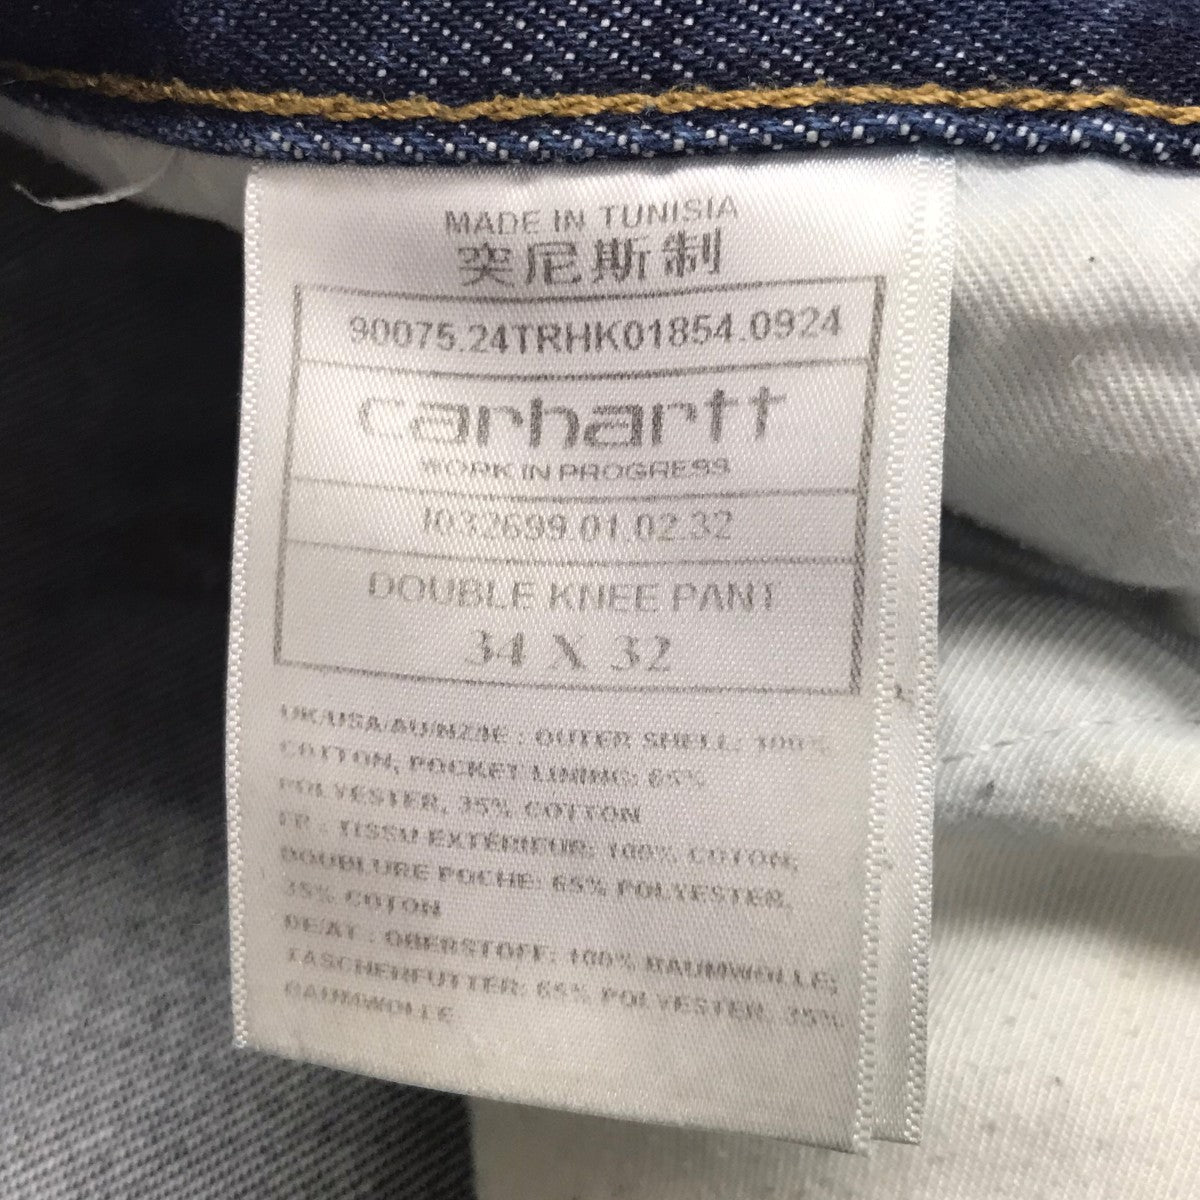 MADE IN TUNISIA
突尼斯制
90075.24TRHK01854.0924
carhartt
WORK IN PROGRESS
I032699.01.02.32
DOUBLE KNEE PANT
34 X 32
UK/USA/AU/NZ/IE : OUTER SHELL: 100%
COTTON, POCKET LINING: 65%
POLYESTER, 35% COTTON
FR : TISSU EXTÉRIEUR: 100% COTON;
DOUBLURE POCHE: 65% POLYESTER,
35% COTON
DE/AT : OBERSTOFF: 100% BAUMWOLLE;
TASCHENFUTTER: 65% POLYESTER, 35%
BAUMWOLLE